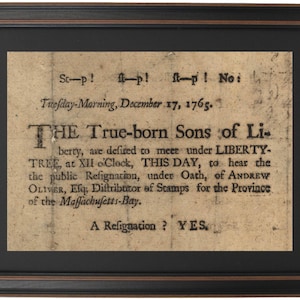 St—p! ſt—p! ſt—p! No:
Tueſday-Morning, December 17, 1765.
THE True-born Sons of Li-
berty, are deſired to meet under LIBERTY-
TREE, at XII o'Clock, THIS DAY, to hear the
the public Reſignation, under Oath, of ANDREW
OLIVER, Eſq; Diſtributor of Stamps for the Province
of the Maſſachuſetts-Bay.
A Reſignation ? YES.